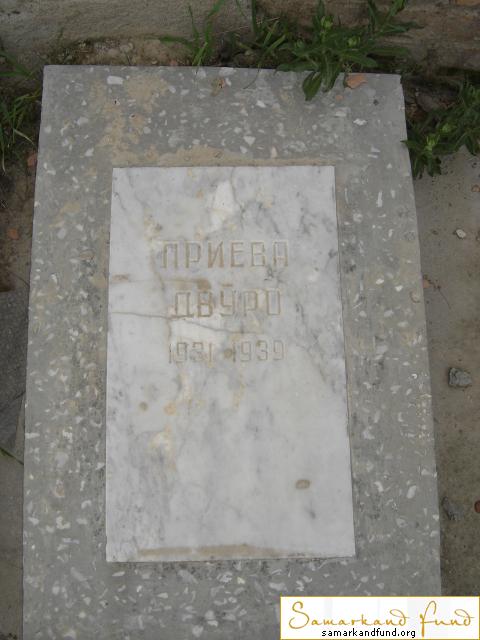 ПРИЕВА
ДВУРО
1931 1939
Samarkand Fund
samarkandfund.org